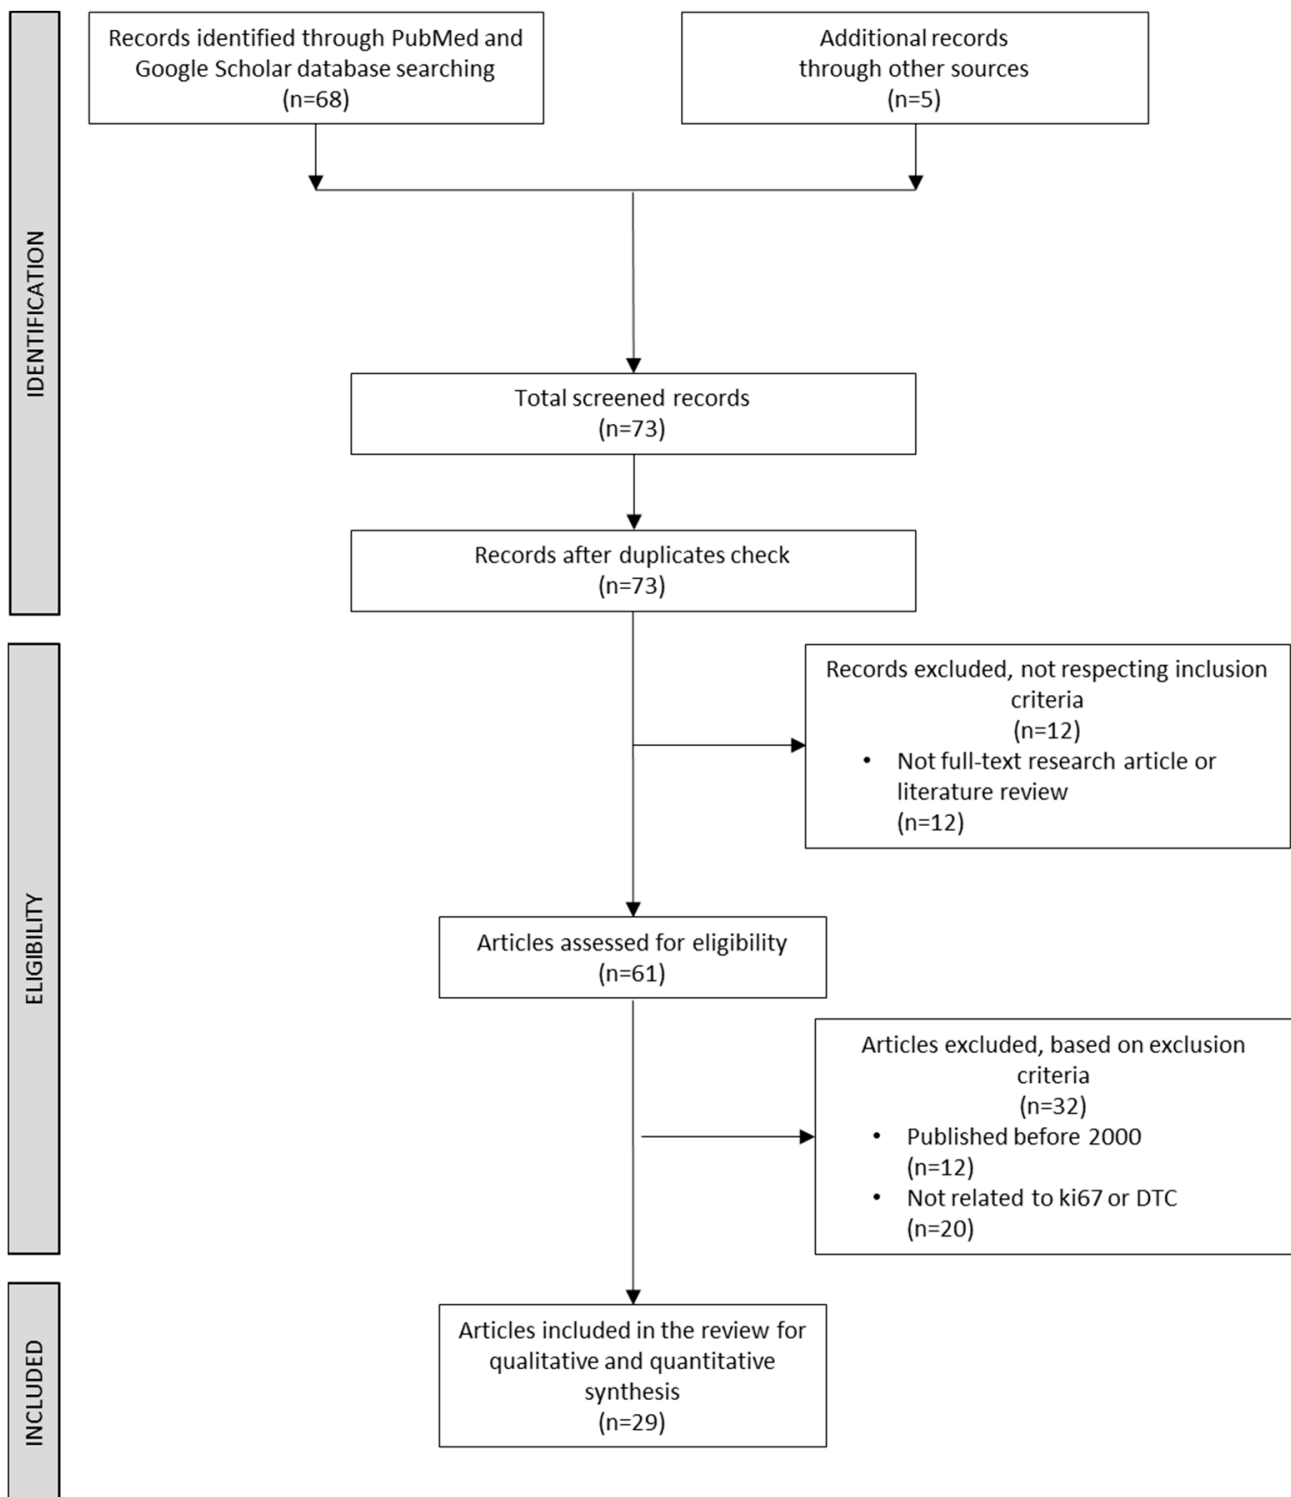 Records identified through PubMed and
Google Scholar database searching
(n=68)
Additional records
through other sources
(n=5)
IDENTIFICATION
Total screened records
(n=73)
Records after duplicates check
(n=73)
Records excluded, not respecting inclusion
criteria
(n=12)
• Not full-text research article or
literature review
(n=12)
ELIGIBILITY
Articles assessed for eligibility
(n=61)
Articles excluded, based on exclusion
criteria
(n=32)
• Published before 2000
(n=12)
• Not related to ki67 or DTC
(n=20)
INCLUDED
Articles included in the review for
qualitative and quantitative
synthesis
(n=29)